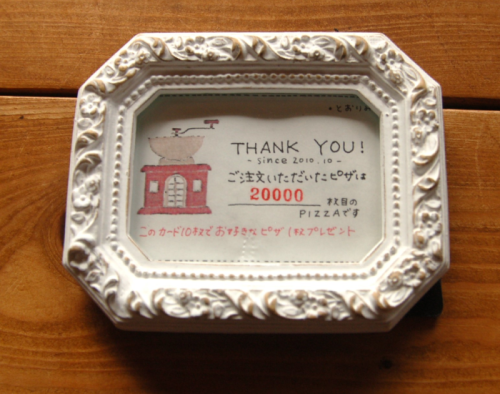 THANK YOU!
~ since 2010.10 ~
ご注文いただいたピザは
20000
枚目の
PIZZAです
このカード10枚でお好きなピザ1枚プレゼント